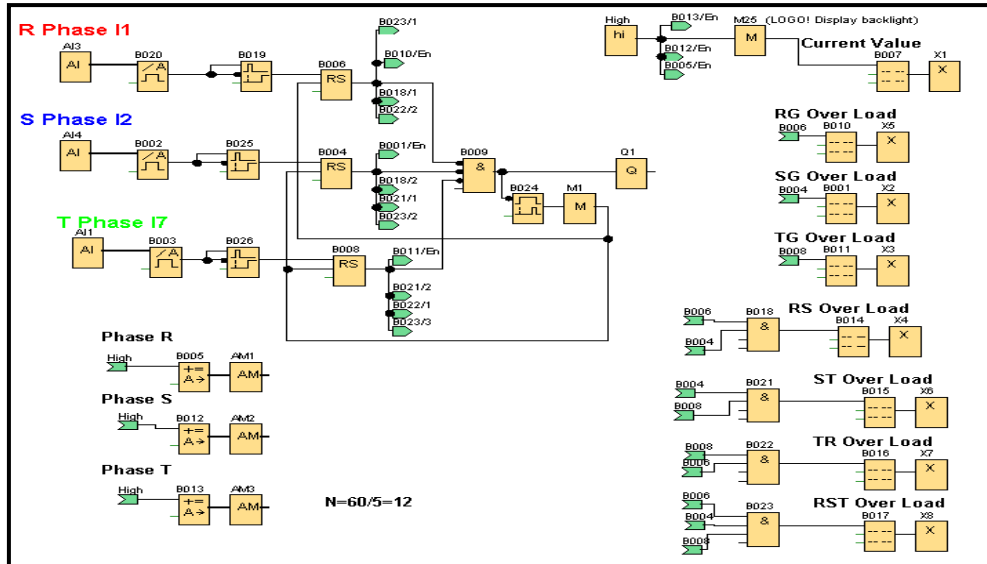 R Phase I1
AI3
AI
B020
/A
B019
B006
RS
B023/1
B010/En
B018/1
B022/2
High
hi
B013/En
B012/En
B005/En
M25 (LOGO! Display backlight)
M
Current Value
B007
X1
X
S Phase I2
AI4
AI
B002
/A
B025
B004
RS
B001/En
B018/2
B021/1
B023/2
B009
&
B024
M1
M
Q1
Q
RG Over Load
B006
B010
X5
X
SG Over Load
B004
B001
X2
X
TG Over Load
B008
B011
X3
X
T Phase I7
AI1
AI
B003
/A
B026
B008
RS
B011/En
B021/2
B022/1
B023/3
RS Over Load
B006
B004
B018
&
B014
X4
X
Phase R
High
B005
+=
A→
AM1
AM
Phase S
High
B012
+=
A→
AM2
AM
Phase T
High
B013
+=
A→
AM3
AM
N=60/5=12
ST Over Load
B004
B008
B021
&
B015
X6
X
TR Over Load
B008
B006
B022
&
B016
X7
X
RST Over Load
B006
B004
B008
B023
&
B017
X8
X